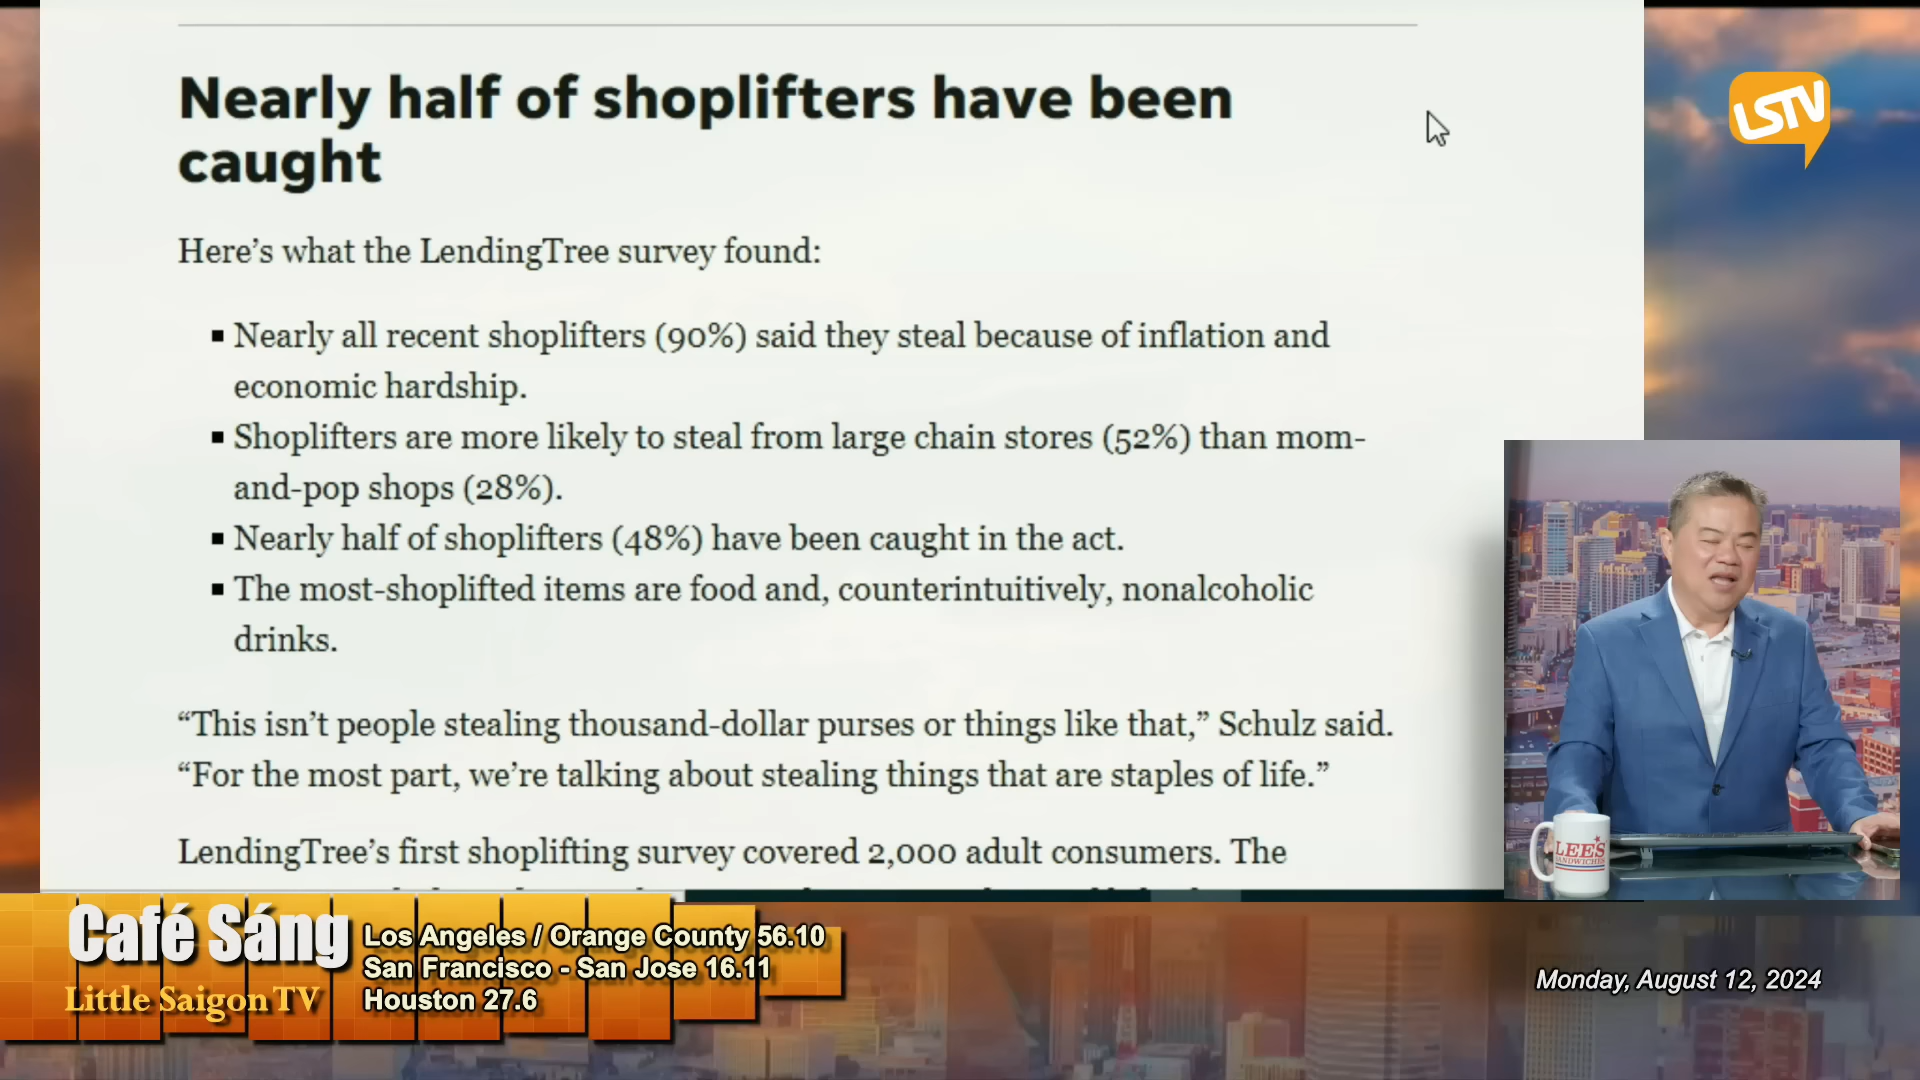 Nearly half of shoplifters have been
caught
Here’s what the LendingTree survey found:
▪ Nearly all recent shoplifters (90%) said they steal because of inflation and
economic hardship.
▪ Shoplifters are more likely to steal from large chain stores (52%) than mom-
and-pop shops (28%).
▪ Nearly half of shoplifters (48%) have been caught in the act.
▪ The most-shoplifted items are food and, counterintuitively, nonalcoholic
drinks.
“This isn’t people stealing thousand-dollar purses or things like that,” Schulz said.
“For the most part, we’re talking about stealing things that are staples of life.”
LendingTree’s first shoplifting survey covered 2,000 adult consumers. The
LSTV
LEE'S
SANDWICHES
Café Sáng
Little Saigon TV
Los Angeles / Orange County 56.10
San Francisco - San Jose 16.11
Houston 27.6
Monday, August 12, 2024